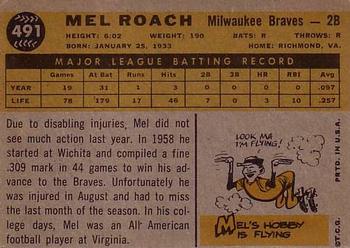 491
MEL ROACH Milwaukee Braves — 2B
HEIGHT: 6:02 WEIGHT: 190 BATS: R THROWS: R
BORN: JANUARY 25, 1933 HOME: RICHMOND, VA.
MAJOR LEAGUE BATTING RECORD
Games At Bat Runs Hits 2B 3B HR RBI Avg.
YEAR 19 31 1 3 0 0 0 0 .097
LIFE 78 179 17 46 7 0 3 10 .257
Due to disabling injuries, Mel did not
see much action last year. In 1958 he
started at Wichita and compiled a fine
.309 mark in 44 games to win his ad-
vance to the Braves. Unfortunately he
was injured in August and had to miss
the last month of the season. In his
college days, Mel was an All American
football player at Virginia.
LOOK MA
I'M FLYING!
MEL'S HOBBY
IS FLYING
©T.C.G. PRTD. IN U.S.A.